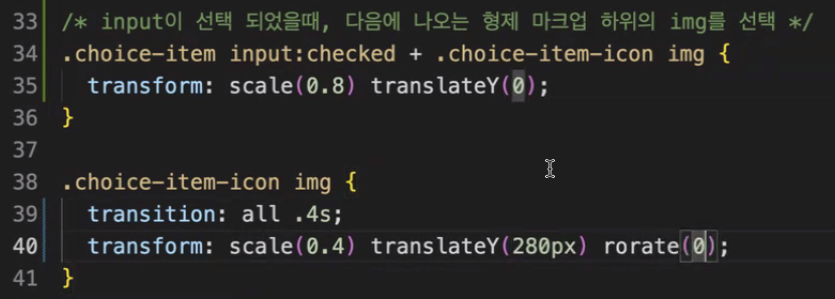 33 /* input이 선택 되었을때, 다음에 나오는 형제 마크업 하위의 img를 선택 */
34 .choice-item input:checked + .choice-item-icon img {
35 transform: scale(0.8) translateY(0);
36 }
37
38 .choice-item-icon img {
39 transition: all .4s;
40 transform: scale(0.4) translateY(280px) rorate(0);
41 }